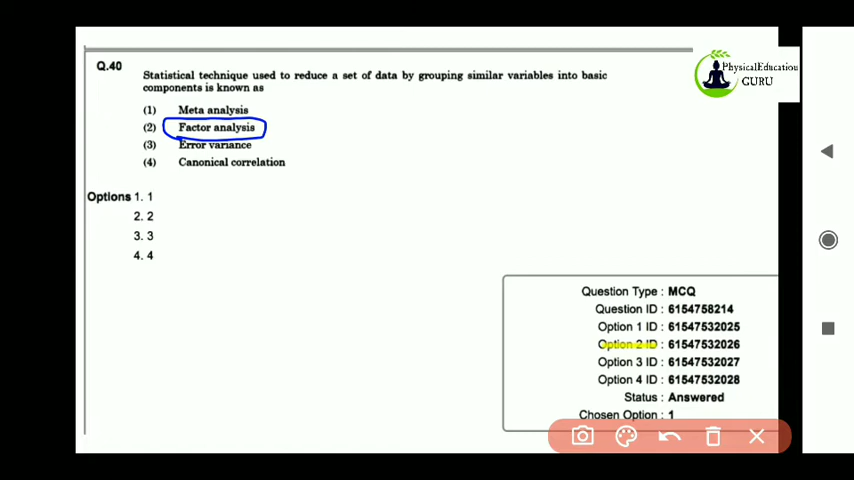 Q.40
Statistical technique used to reduce a set of data by grouping similar variables into basic
components is known as
(1) Meta analysis
(2) Factor analysis
(3) Error variance
(4) Canonical correlation
Options 1. 1
2. 2
3. 3
4. 4
PhysicalEducation
GURU
Question Type : MCQ
Question ID : 6154758214
Option 1 ID : 61547532025
Option 2 ID : 61547532026
Option 3 ID : 61547532027
Option 4 ID : 61547532028
Status : Answered
Chosen Option : 1